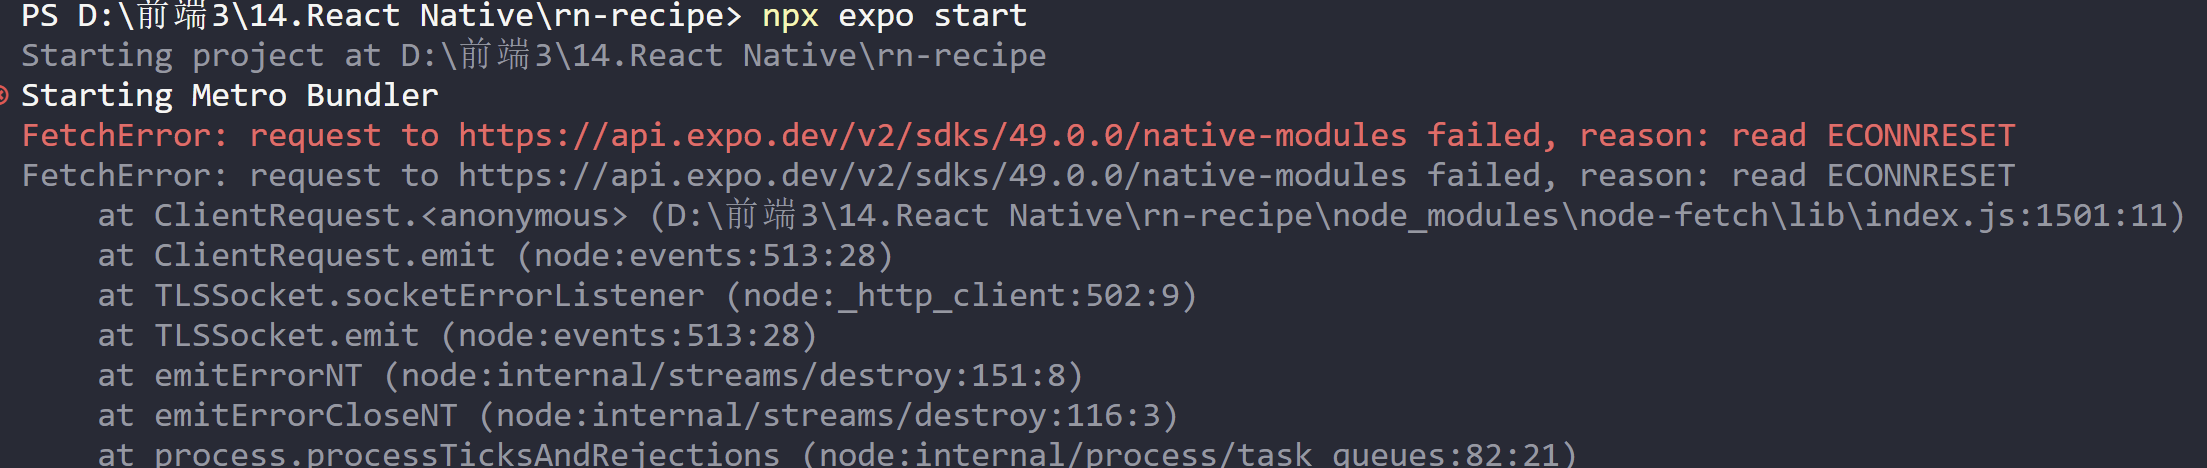 PS D:\前端3\14.React Native\rn-recipe> npx expo start
Starting project at D:\前端3\14.React Native\rn-recipe
Starting Metro Bundler
FetchError: request to https://api.expo.dev/v2/sdks/49.0.0/native-modules failed, reason: read ECONNRESET
FetchError: request to https://api.expo.dev/v2/sdks/49.0.0/native-modules failed, reason: read ECONNRESET
    at ClientRequest.<anonymous> (D:\前端3\14.React Native\rn-recipe\node_modules\node-fetch\lib\index.js:1501:11)
    at ClientRequest.emit (node:events:513:28)
    at TLSSocket.socketErrorListener (node:_http_client:502:9)
    at TLSSocket.emit (node:events:513:28)
    at emitErrorNT (node:internal/streams/destroy:151:8)
    at emitErrorCloseNT (node:internal/streams/destroy:116:3)
    at process.processTicksAndRejections (node:internal/process/task_queues:82:21)